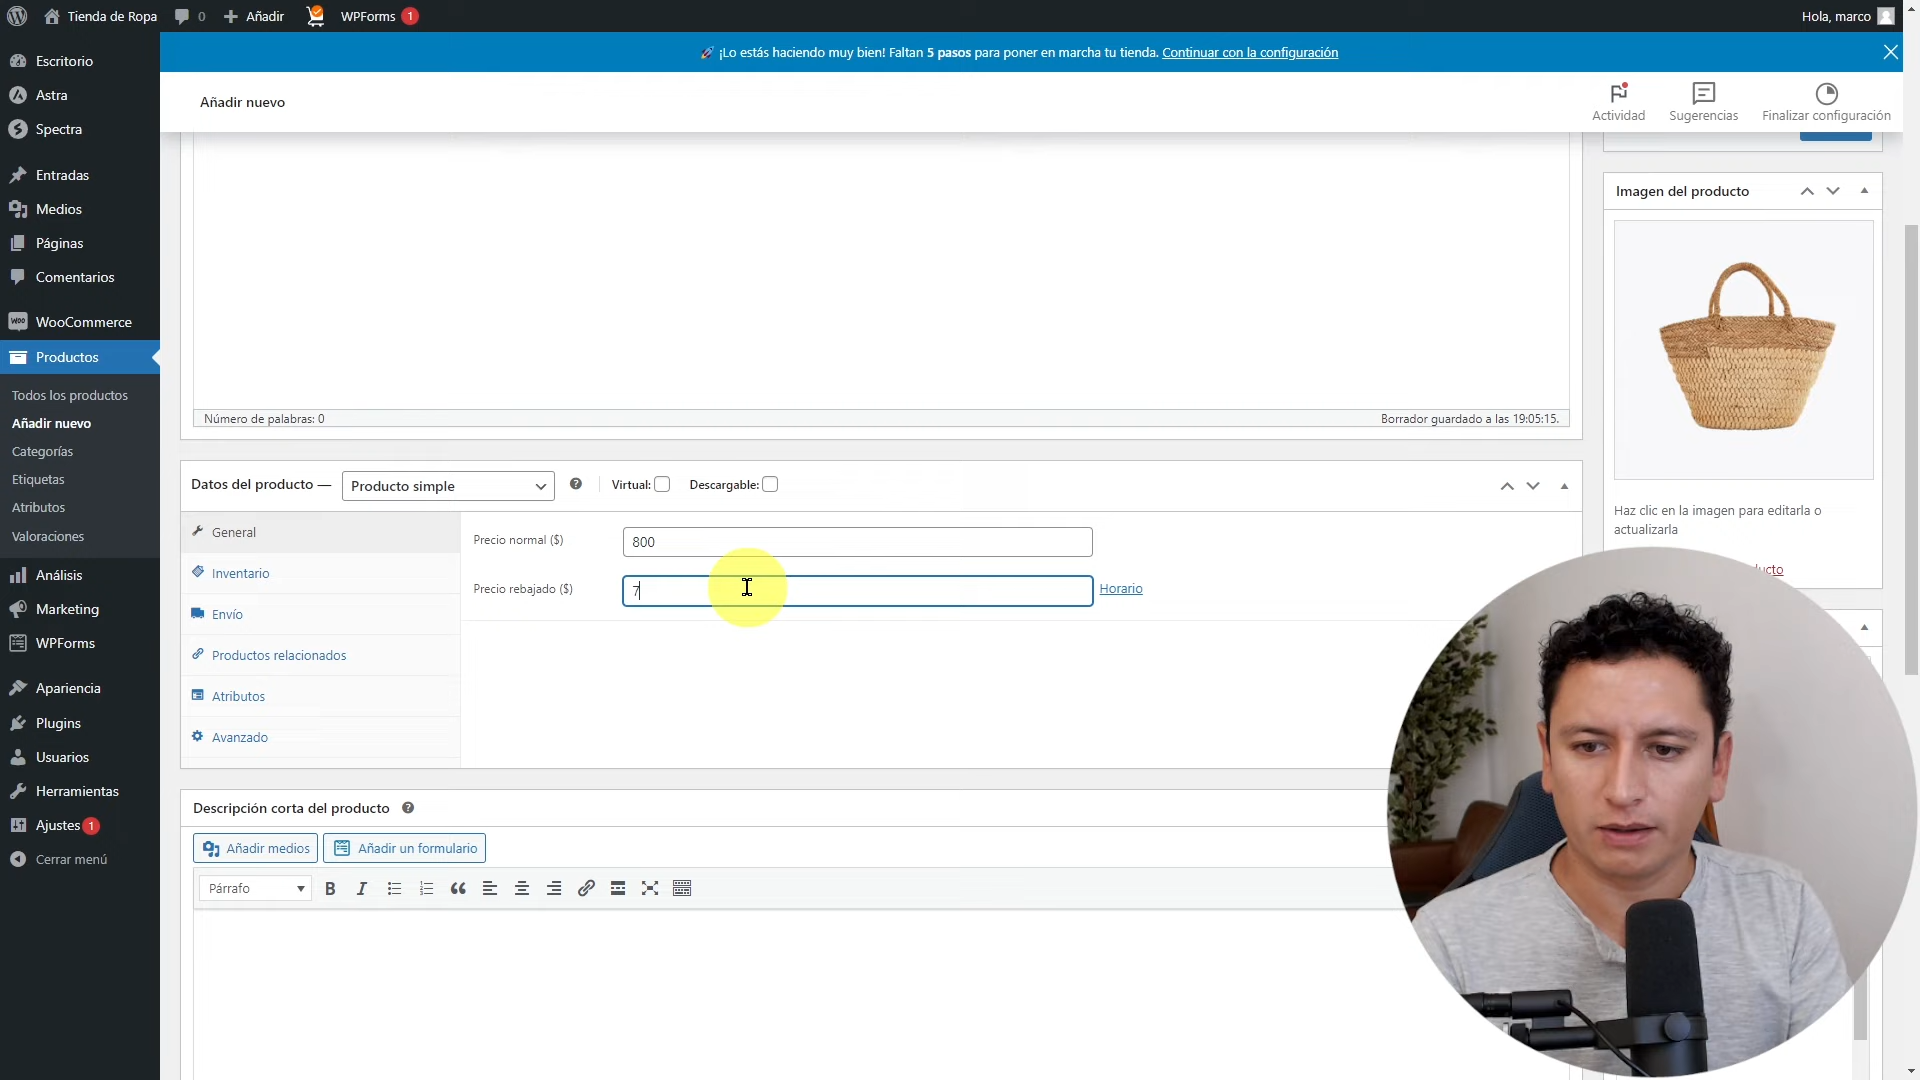 Tienda de Ropa
0
Añadir
WPForms 1
Hola, marco
¡Lo estás haciendo muy bien! Faltan 5 pasos para poner en marcha tu tienda. Continuar con la configuración
Añadir nuevo
Actividad
Sugerencias
Finalizar configuración
Escritorio
Astra
Spectra
Entradas
Medios
Páginas
Comentarios
WooCommerce
Productos
Todos los productos
Añadir nuevo
Categorías
Etiquetas
Atributos
Valoraciones
Análisis
Marketing
WPForms
Apariencia
Plugins
Usuarios
Herramientas
Ajustes 1
Cerrar menú
Número de palabras: 0
Borrador guardado a las 19:05:15.
Datos del producto —
Producto simple
Virtual:
Descargable:
General
Inventario
Envío
Productos relacionados
Atributos
Avanzado
Precio normal ($)
800
Precio rebajado ($)
7
Horario
Descripción corta del producto
Añadir medios
Añadir un formulario
Párrafo
Imagen del producto
Haz clic en la imagen para editarla o
actualizarla